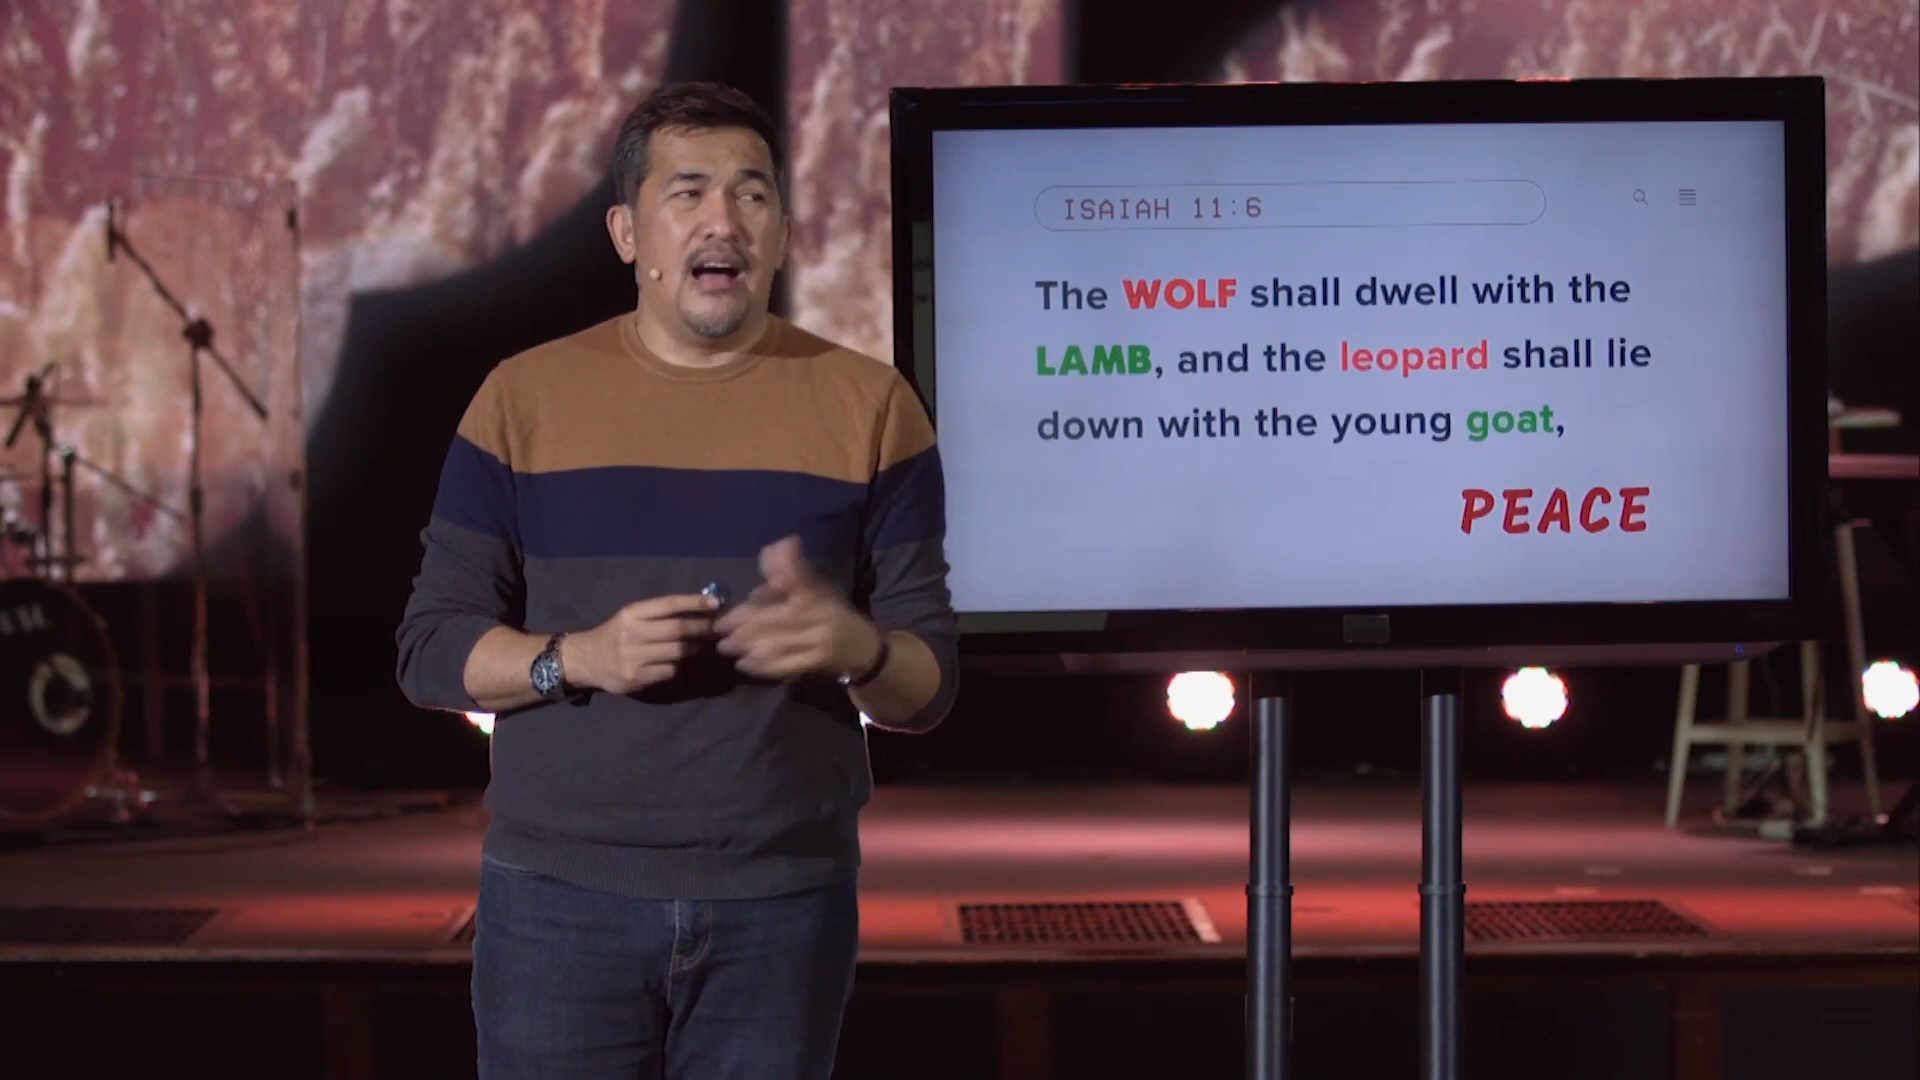 ISAIAH 11:6
The WOLF shall dwell with the
LAMB, and the leopard shall lie
down with the young goat,
PEACE